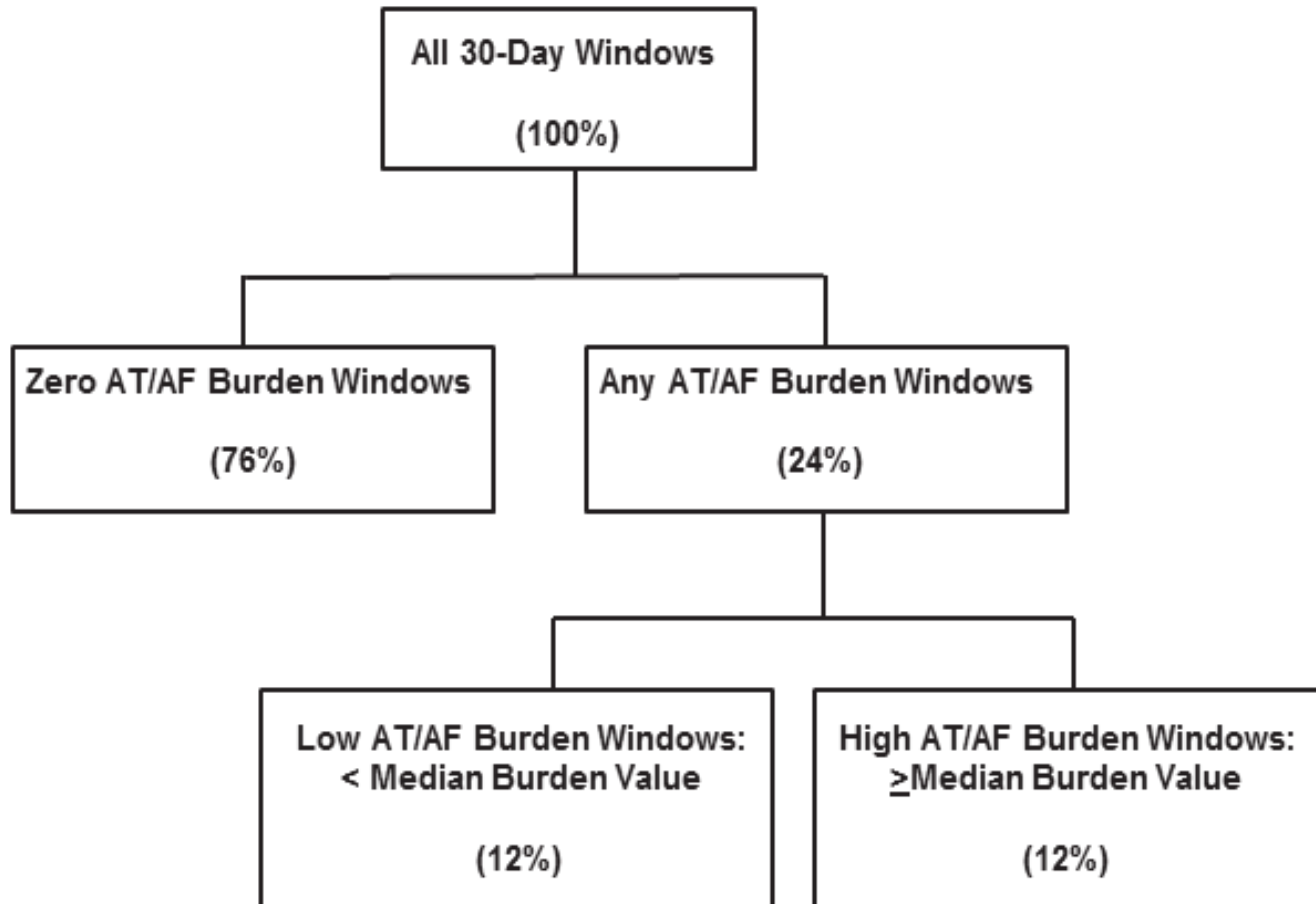 All 30-Day Windows
(100%)
Zero AT/AF Burden Windows
(76%)
Any AT/AF Burden Windows
(24%)
Low AT/AF Burden Windows:
< Median Burden Value
(12%)
High AT/AF Burden Windows:
≥Median Burden Value
(12%)